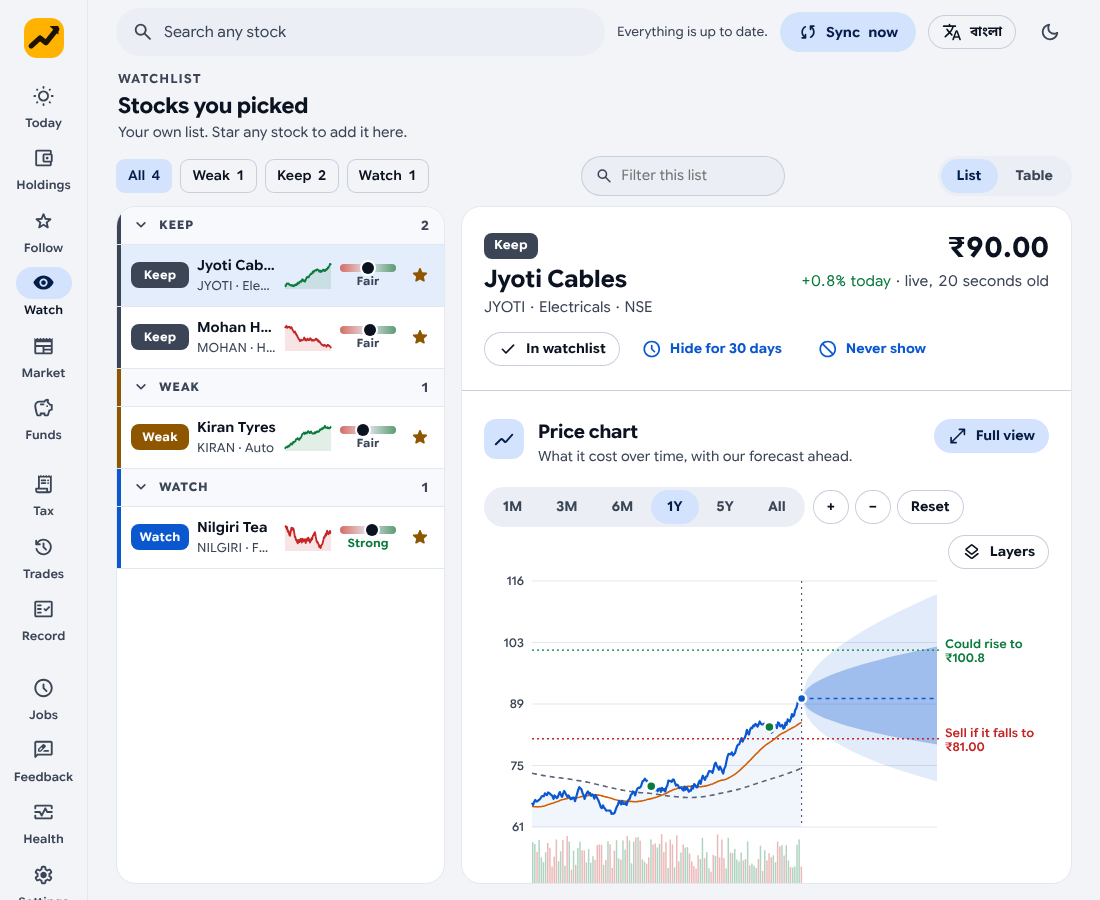 Search any stock
Everything is up to date.
Sync now
বাংলা
Today
Holdings
Follow
Watch
Market
Funds
Tax
Trades
Record
Jobs
Feedback
Health
WATCHLIST
Stocks you picked
Your own list. Star any stock to add it here.
All 4
Weak 1
Keep 2
Watch 1
Filter this list
List
Table
KEEP 2
Keep
Jyoti Cab...
JYOTI · Ele...
Fair
Keep
Mohan H...
MOHAN · H...
Fair
WEAK 1
Weak
Kiran Tyres
KIRAN · Auto
Fair
WATCH 1
Watch
Nilgiri Tea
NILGIRI · F...
Strong
Keep
₹90.00
Jyoti Cables
+0.8% today · live, 20 seconds old
JYOTI · Electricals · NSE
In watchlist
Hide for 30 days
Never show
Price chart
What it cost over time, with our forecast ahead.
Full view
1M 3M 6M 1Y 5Y All
+ − Reset
Layers
116
103
89
75
61
Could rise to
₹100.8
Sell if it falls to
₹81.00